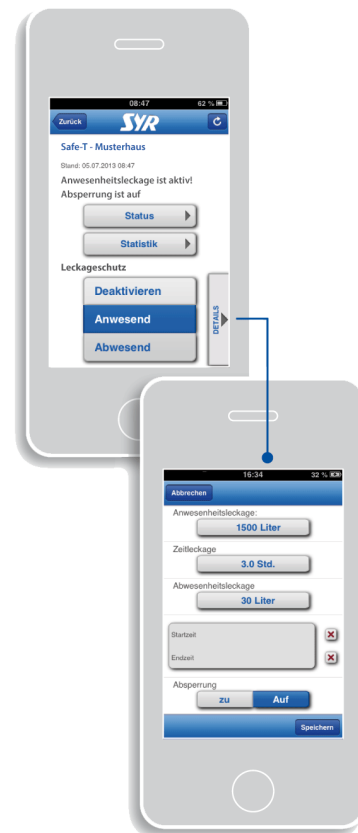 08:47 62 %
Zurück SYR
Safe-T - Musterhaus
Stand: 05.07.2013 08:47
Anwesenheitsleckage ist aktiv!
Absperrung ist auf
Status
Statistik
Leckageschutz
Deaktivieren
Anwesend
Abwesend
DETAILS
16:34 32 %
Abbrechen
Anwesenheitsleckage:
1500 Liter
Zeitleckage
3.0 Std.
Abwesenheitsleckage
30 Liter
Startzeit
Endzeit
Absperrung
zu Auf
Speichern